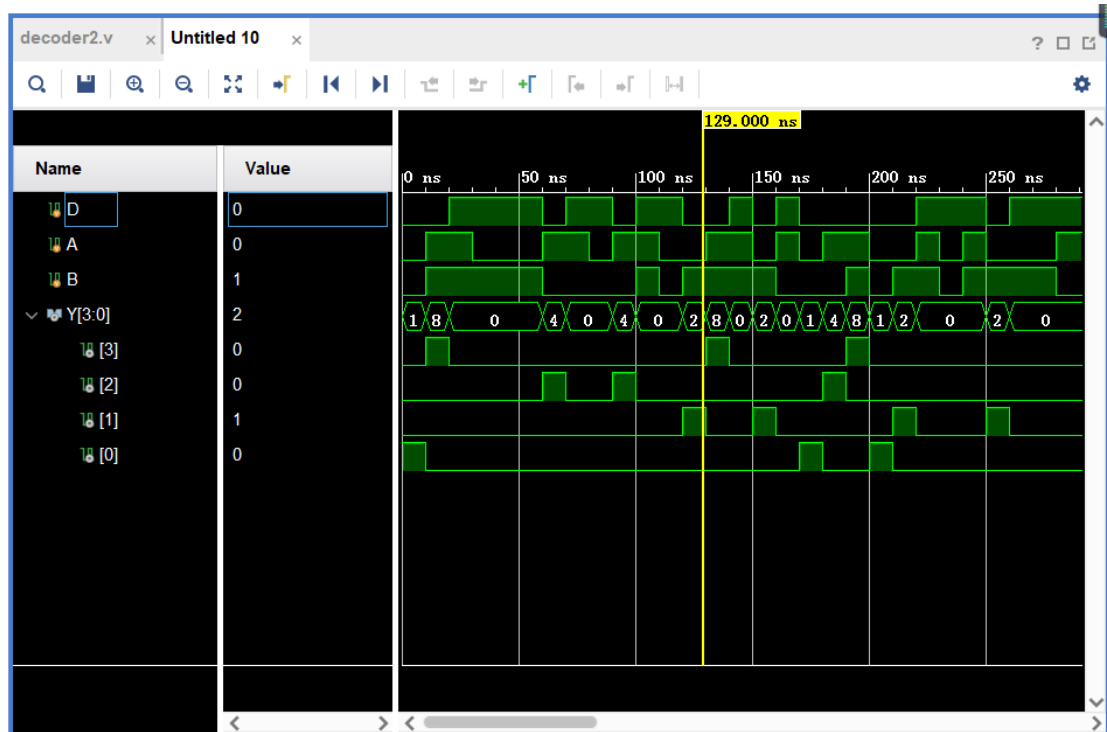 decoder2.v × Untitled 10 × ?
129.000 ns
Name Value 0 ns 50 ns 100 ns 150 ns 200 ns 250 ns
D 0
A 0
B 1
Y[3:0] 2 1 8 0 4 0 4 0 2 8 0 2 0 1 4 8 1 2 0 2 0
[3] 0
[2] 0
[1] 1
[0] 0